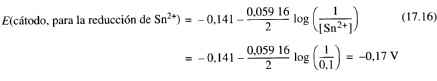 E(cátodo, para la reducción de Sn²⁺) = − 0,141 − 0,059 16/2 log (1/[Sn²⁺]) (17.16)
= − 0,141 − 0,059 16/2 log (1/0,1) = −0,17 V